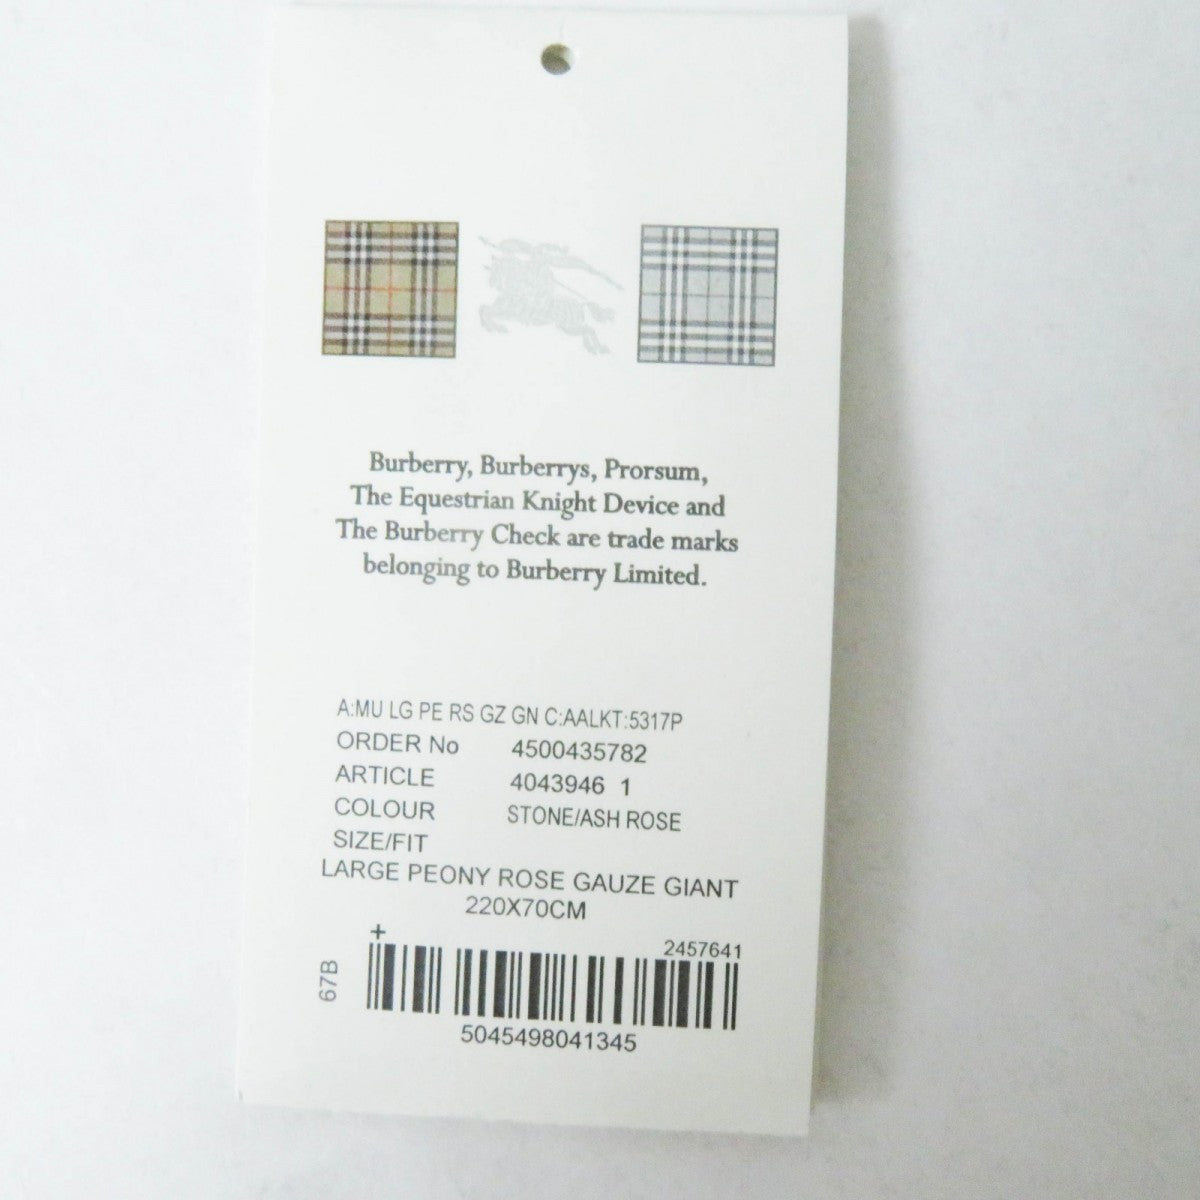 Burberry, Burberrys, Prorsum,
The Equestrian Knight Device and
The Burberry Check are trade marks
belonging to Burberry Limited.
A:MU LG PE RS GZ GN C:AALKT:5317P
ORDER No 4500435782
ARTICLE 4043946 1
COLOUR STONE/ASH ROSE
SIZE/FIT
LARGE PEONY ROSE GAUZE GIANT
220X70CM
+ 2457641
67B
5045498041345